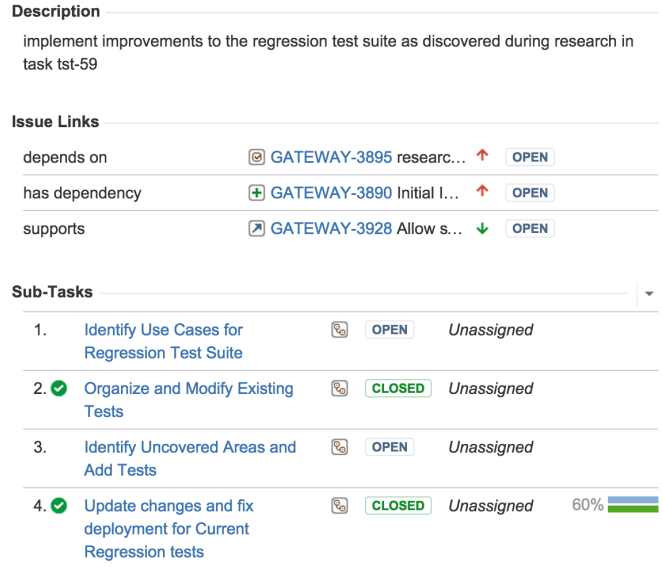 Description
implement improvements to the regression test suite as discovered during research in
task tst-59
Issue Links
depends on GATEWAY-3895 researc... OPEN
has dependency GATEWAY-3890 Initial I... OPEN
supports GATEWAY-3928 Allow s... OPEN
Sub-Tasks
1. Identify Use Cases for OPEN Unassigned
Regression Test Suite
2. Organize and Modify Existing CLOSED Unassigned
Tests
3. Identify Uncovered Areas and OPEN Unassigned
Add Tests
4. Update changes and fix CLOSED Unassigned 60%
deployment for Current
Regression tests